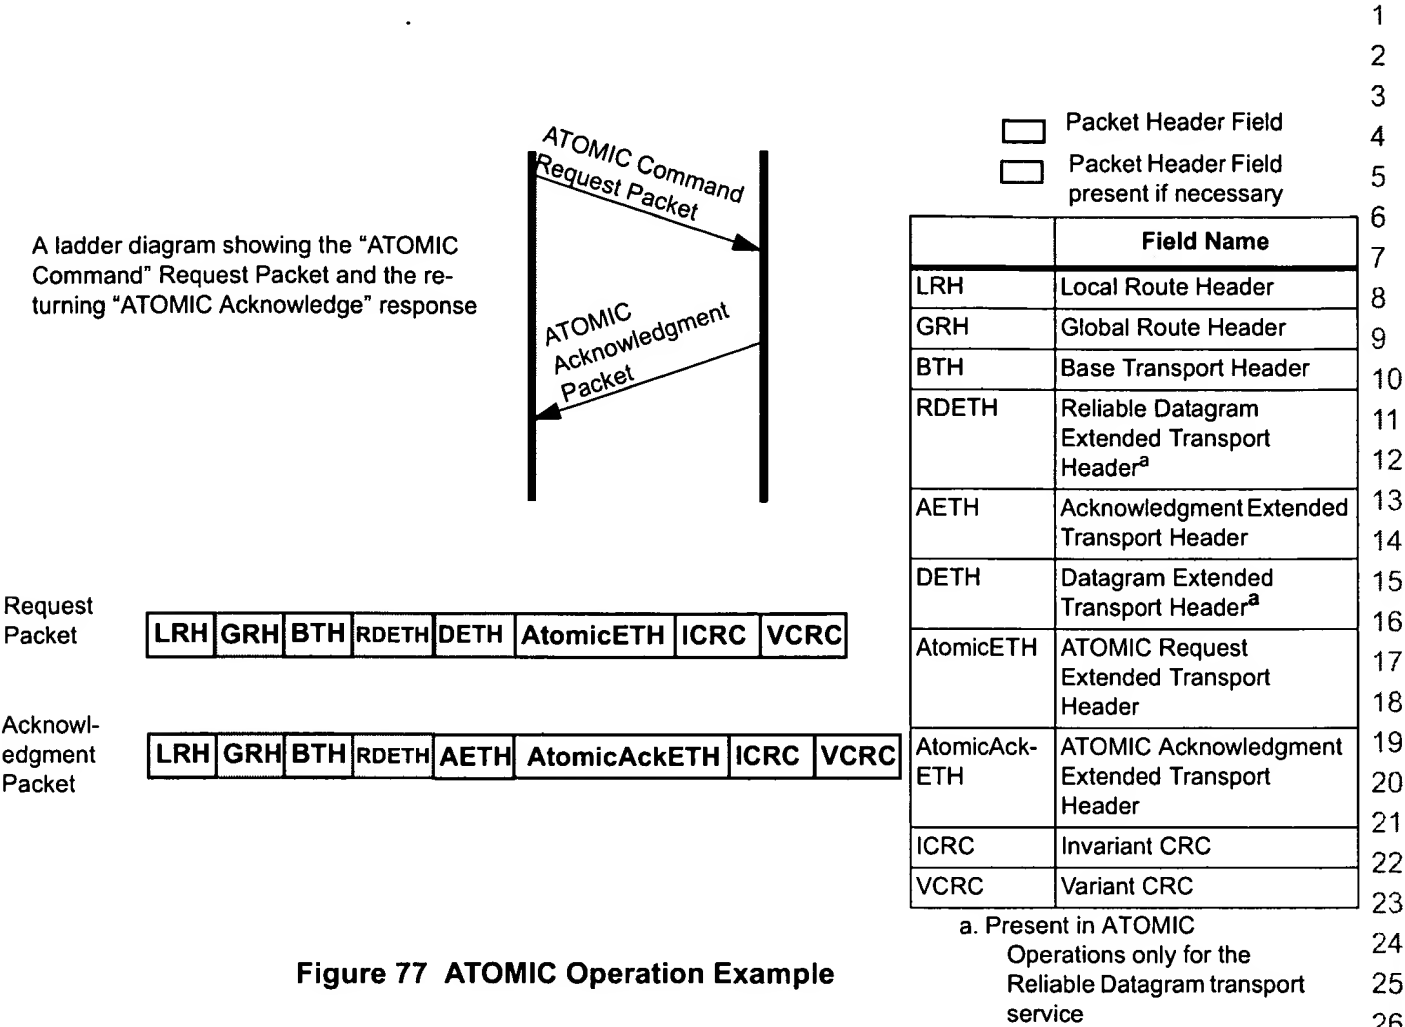 1
2
3
4
5
6
7
8
9
10
11
12
13
14
15
16
17
18
19
20
21
22
23
24
25
26
Packet Header Field
Packet Header Field
present if necessary
A ladder diagram showing the "ATOMIC
Command" Request Packet and the re-
turning "ATOMIC Acknowledge" response
ATOMIC Command
Request Packet
ATOMIC
Acknowledgment
Packet
Field Name
LRH Local Route Header
GRH Global Route Header
BTH Base Transport Header
RDETH Reliable Datagram
Extended Transport
Headerᵃ
AETH Acknowledgment Extended
Transport Header
DETH Datagram Extended
Transport Headerᵃ
AtomicETH ATOMIC Request
Extended Transport
Header
AtomicAck- ATOMIC Acknowledgment
ETH Extended Transport
Header
ICRC Invariant CRC
VCRC Variant CRC
a. Present in ATOMIC
Operations only for the
Reliable Datagram transport
service
Request
Packet
LRH GRH BTH RDETH DETH AtomicETH ICRC VCRC
Acknowl-
edgment
Packet
LRH GRH BTH RDETH AETH AtomicAckETH ICRC VCRC
Figure 77 ATOMIC Operation Example